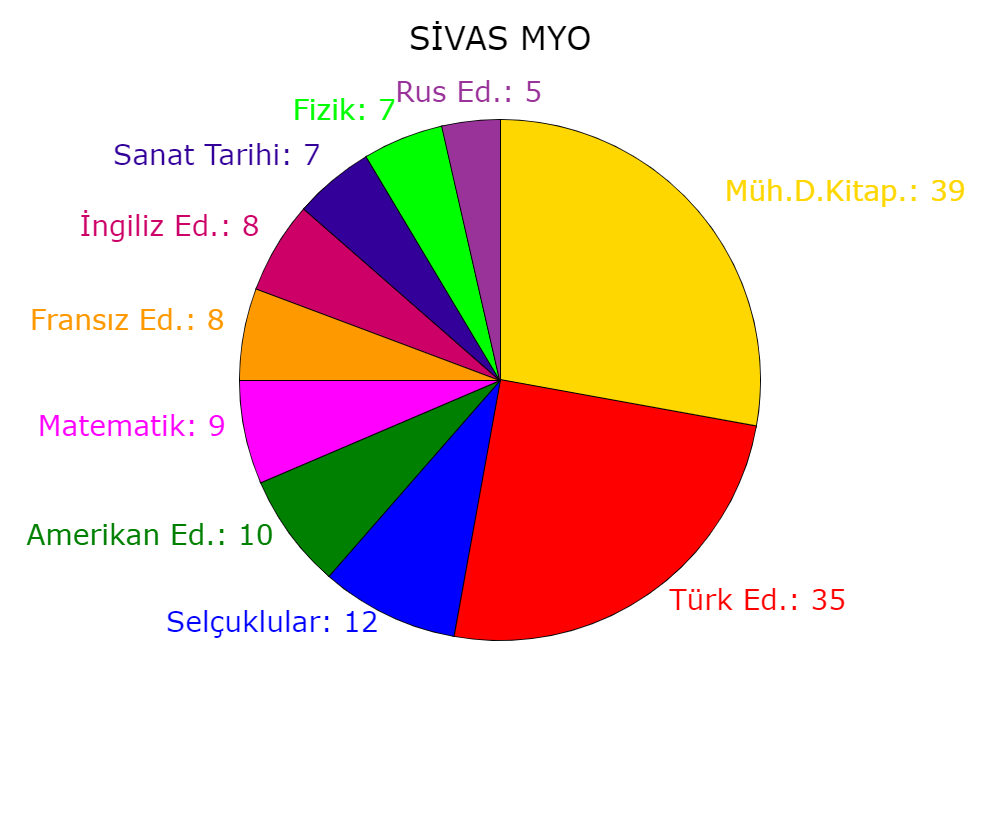 SİVAS MYO
Rus Ed.: 5
Fizik: 7
Sanat Tarihi: 7
Müh.D.Kitap.: 39
İngiliz Ed.: 8
Fransız Ed.: 8
Matematik: 9
Amerikan Ed.: 10
Türk Ed.: 35
Selçuklular: 12